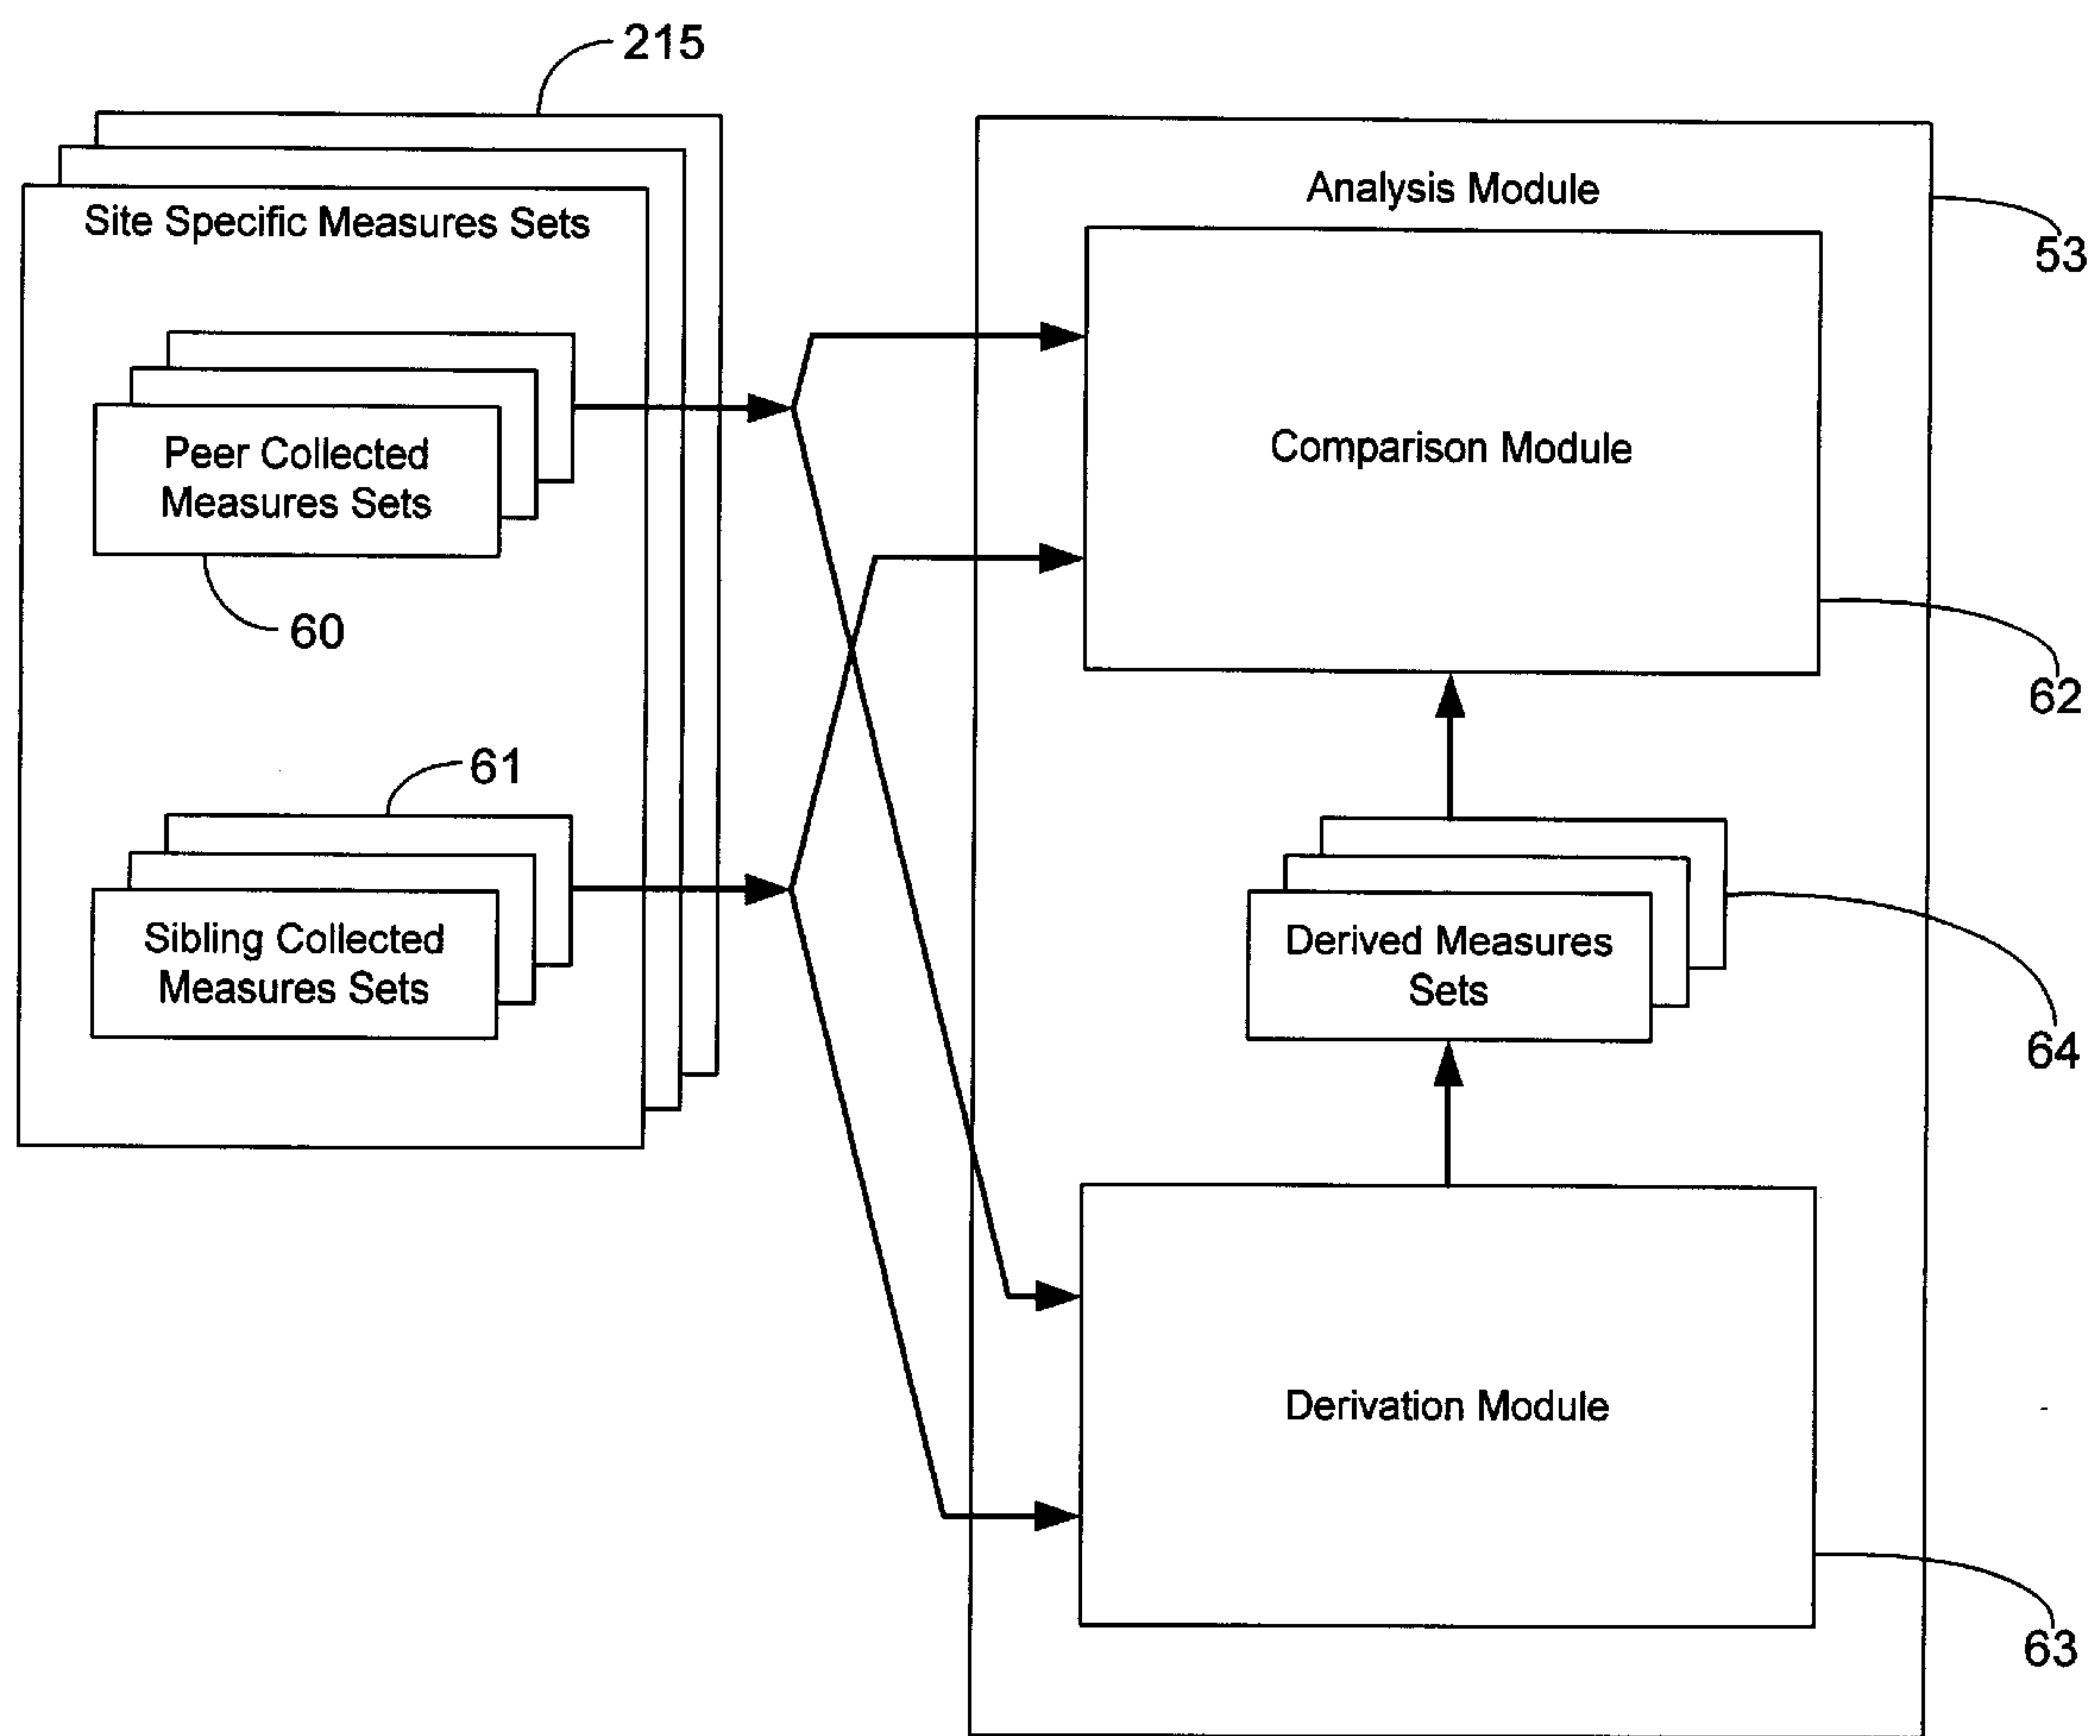 215
Site Specific Measures Sets
Peer Collected
Measures Sets
60
61
Sibling Collected
Measures Sets
Analysis Module
53
Comparison Module
62
Derived Measures
Sets
64
Derivation Module
63